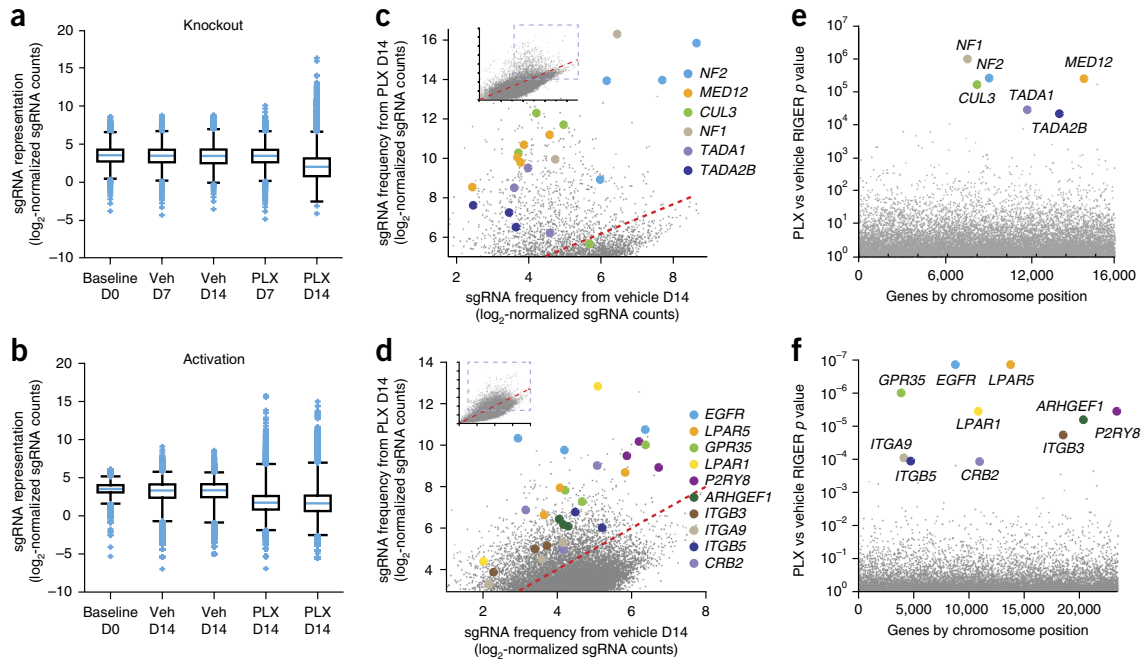 a
Knockout
sgRNA representation
(log2-normalized sgRNA counts)
20
15
10
5
0
−5
−10
Baseline D0
Veh D7
Veh D14
PLX D7
PLX D14
b
Activation
sgRNA representation
(log2-normalized sgRNA counts)
20
15
10
5
0
−5
−10
Baseline D0
Veh D14
Veh D14
PLX D14
PLX D14
c
sgRNA frequency from PLX D14
(log2-normalized sgRNA counts)
16
14
12
10
8
6
2 4 6 8
sgRNA frequency from vehicle D14
(log2-normalized sgRNA counts)
NF2
MED12
CUL3
NF1
TADA1
TADA2B
d
sgRNA frequency from PLX D14
(log2-normalized sgRNA counts)
14
12
10
8
6
4
2 4 6 8
sgRNA frequency from vehicle D14
(log2-normalized sgRNA counts)
EGFR
LPAR5
GPR35
LPAR1
P2RY8
ARHGEF1
ITGB3
ITGA9
ITGB5
CRB2
e
PLX vs vehicle RIGER p value
10^7
10^6
10^5
10^4
10^3
10^2
10^1
10^0
NF1
NF2
MED12
CUL3
TADA1
TADA2B
0 6,000 12,000 16,000
Genes by chromosome position
f
PLX vs vehicle RIGER p value
10^-7
10^-6
10^-5
10^-4
10^-3
10^-2
10^-1
10^0
GPR35
EGFR
LPAR5
LPAR1
ARHGEF1
P2RY8
ITGB3
ITGA9
ITGB5
CRB2
0 5,000 10,000 15,000 20,000
Genes by chromosome position